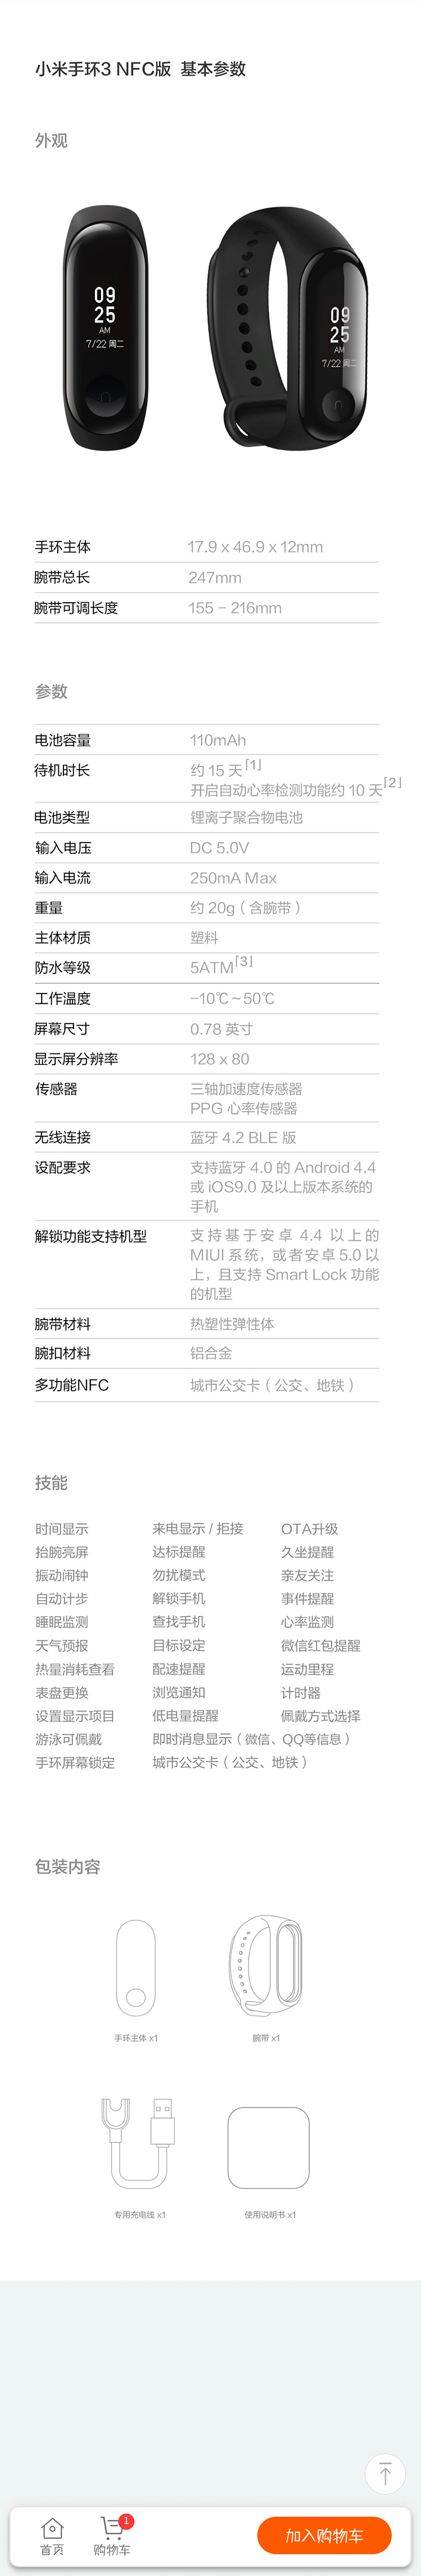 小米手环3 NFC版 基本参数
外观
09
25
AM
7/22 周二
09
25
AM
7/22 周二
手环主体 17.9 x 46.9 x 12mm
腕带总长 247mm
腕带可调长度 155 – 216mm
参数
电池容量 110mAh
待机时长 约 15 天「1」
开启自动心率检测功能约 10 天「2」
电池类型 锂离子聚合物电池
输入电压 DC 5.0V
输入电流 250mA Max
重量 约 20g（含腕带）
主体材质 塑料
防水等级 5ATM「3」
工作温度 -10℃ ~ 50℃
屏幕尺寸 0.78 英寸
显示屏分辨率 128 x 80
传感器 三轴加速度传感器
PPG 心率传感器
无线连接 蓝牙 4.2 BLE 版
设配要求 支持蓝牙 4.0 的 Android 4.4
或 iOS9.0 及以上版本系统的
手机
解锁功能支持机型 支持基于安卓 4.4 以上的
MIUI 系统，或者安卓 5.0 以
上，且支持 Smart Lock 功能
的机型
腕带材料 热塑性弹性体
腕扣材料 铝合金
多功能NFC 城市公交卡（公交、地铁）
技能
时间显示 来电显示 / 拒接 OTA升级
抬腕亮屏 达标提醒 久坐提醒
振动闹钟 勿扰模式 亲友关注
自动计步 解锁手机 事件提醒
睡眠监测 查找手机 心率监测
天气预报 目标设定 微信红包提醒
热量消耗查看 配速提醒 运动里程
表盘更换 浏览通知 计时器
设置显示项目 低电量提醒 佩戴方式选择
游泳可佩戴 即时消息显示（微信、QQ等信息）
手环屏幕锁定 城市公交卡（公交、地铁）
包装内容
手环主体 x1 腕带 x1
专用充电线 x1 使用说明书 x1
1
首页 购物车 加入购物车